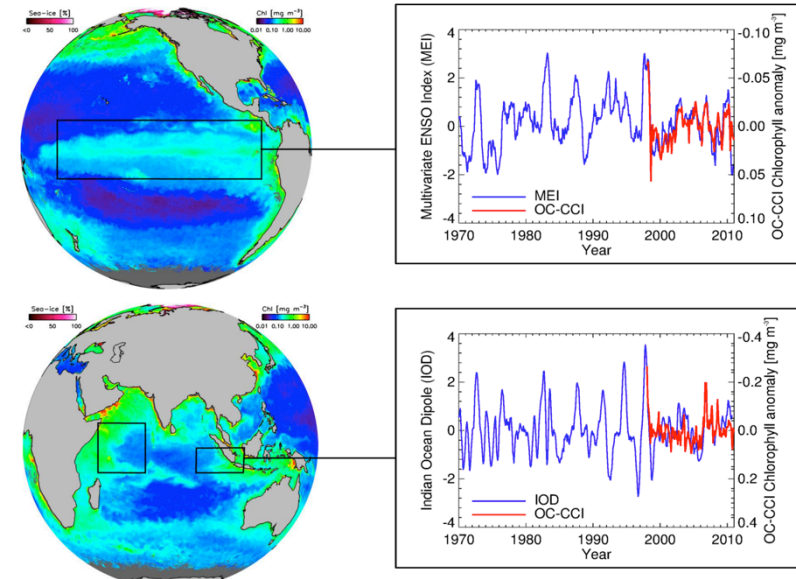 Sea-ice [%]
<0 50 100
Chl [mg m⁻³]
0.01 0.10 1.00 10.00
Multivariate ENSO Index (MEI)
4
2
0
-2
-4
MEI
OC-CCI
1970 1980 1990 2000 2010
Year
-0.10
-0.05
0.00
0.05
0.10
OC-CCI Chlorophyll anomaly [mg m⁻³]
Sea-ice [%]
<0 50 100
Chl [mg m⁻³]
0.01 0.10 1.00 10.00
Indian Ocean Dipole (IOD)
4
2
0
-2
-4
IOD
OC-CCI
1970 1980 1990 2000 2010
Year
-0.4
-0.2
0.0
0.2
0.4
OC-CCI Chlorophyll anomaly [mg m⁻³]